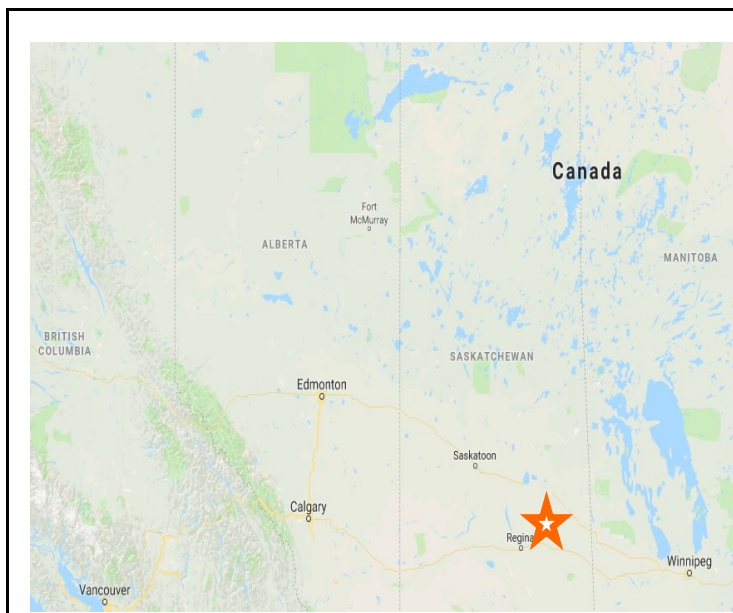 Canada
Fort
McMurray
ALBERTA
MANITOBA
BRITISH
COLUMBIA
SASKATCHEWAN
Edmonton
Saskatoon
Calgary
Regina
Winnipeg
Vancouver